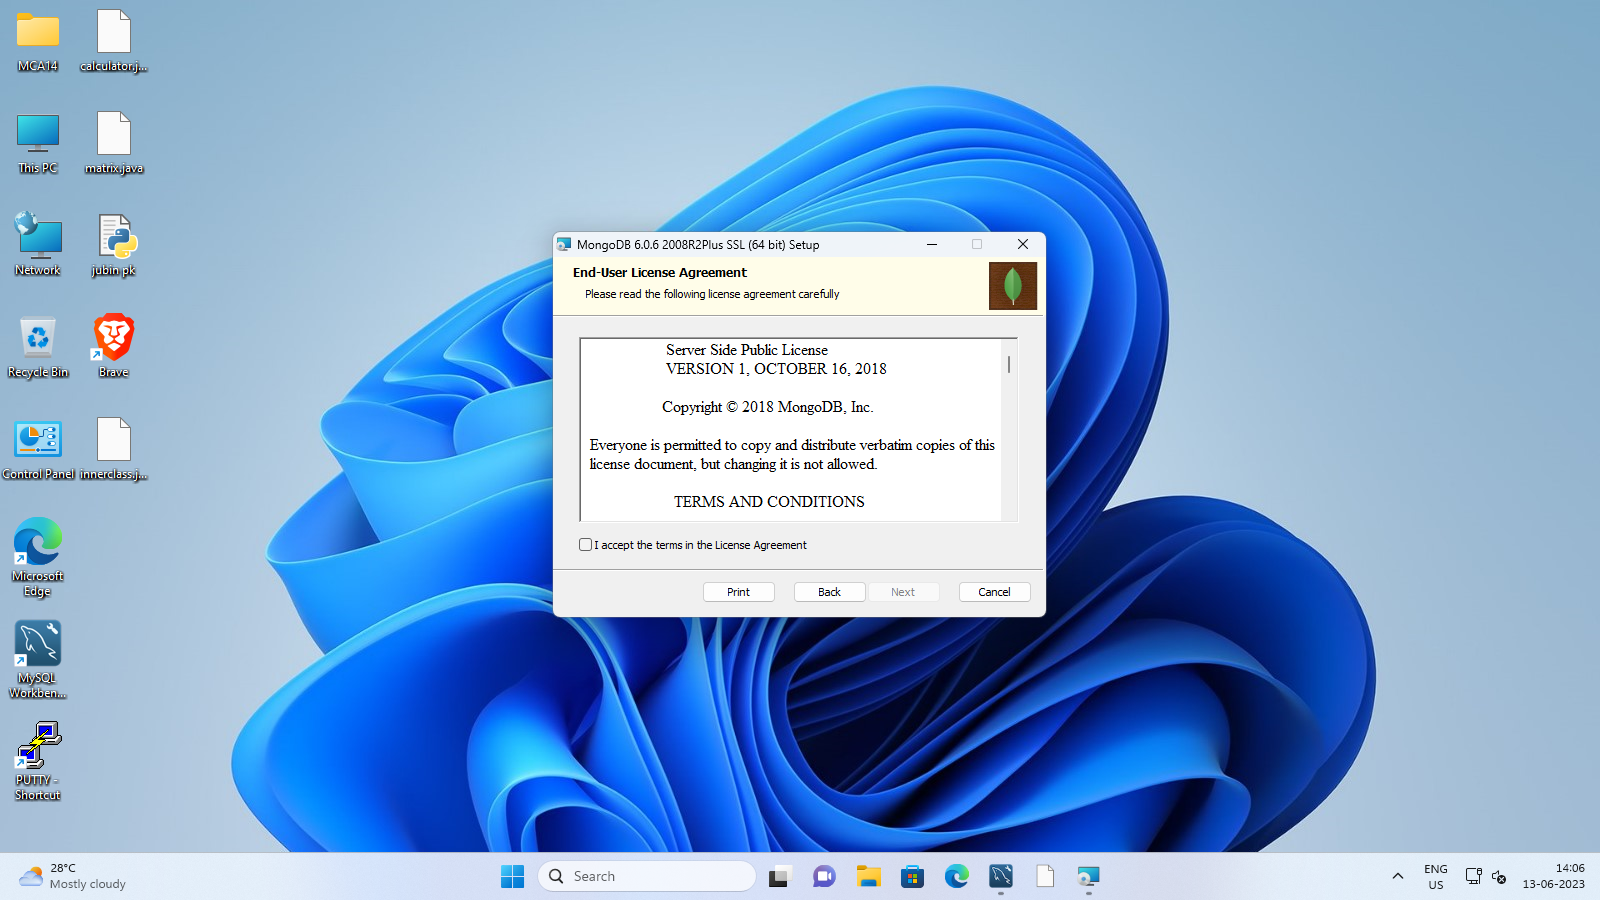 MCA14
calculator.j...
This PC
matrix.java
Network
jubin pk
Recycle Bin
Brave
Control Panel
innerclass.j...
Microsoft
Edge
MySQL
Workben...
PUTTY -
Shortcut
MongoDB 6.0.6 2008R2Plus SSL (64 bit) Setup
End-User License Agreement
Please read the following license agreement carefully
Server Side Public License
VERSION 1, OCTOBER 16, 2018
Copyright © 2018 MongoDB, Inc.
Everyone is permitted to copy and distribute verbatim copies of this
license document, but changing it is not allowed.
TERMS AND CONDITIONS
I accept the terms in the License Agreement
Print
Back
Next
Cancel
28°C
Mostly cloudy
Search
ENG
US
14:06
13-06-2023